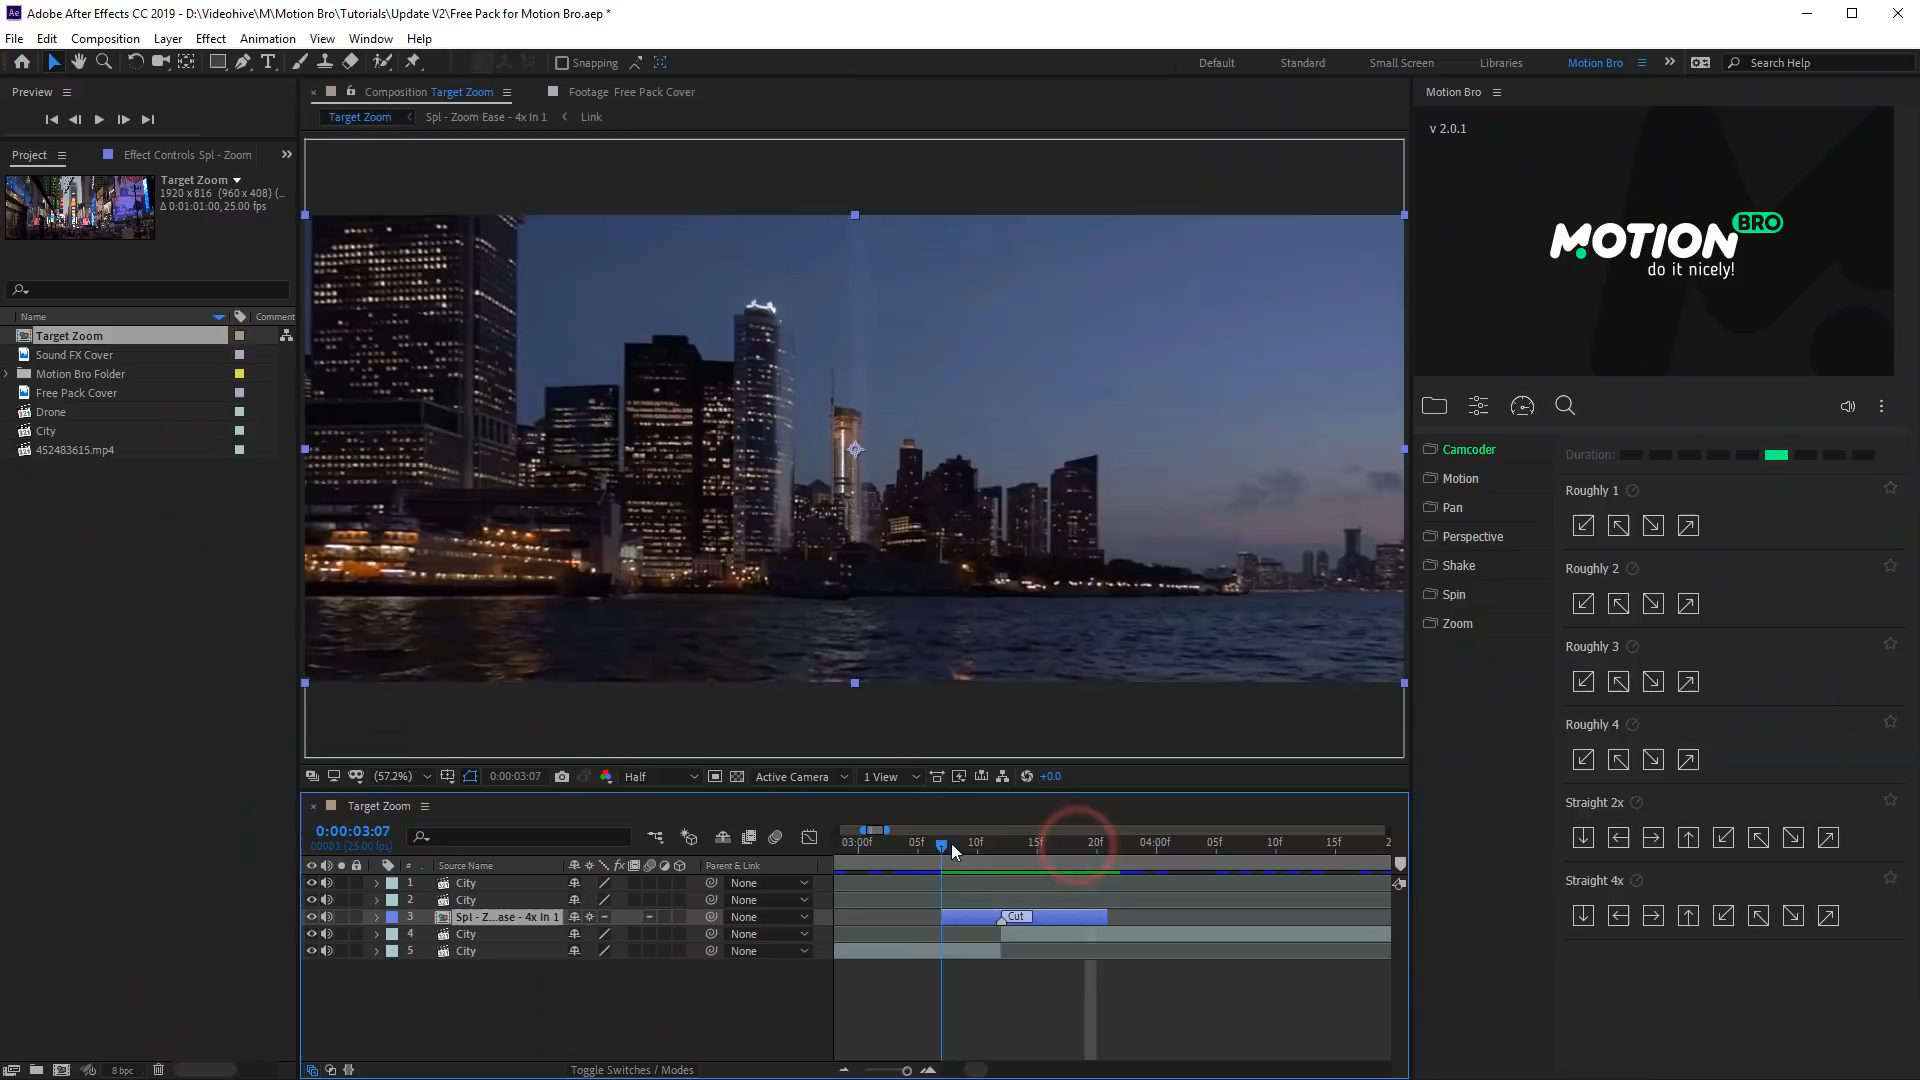 Adobe After Effects CC 2019 - D:\Videohive\M\Motion Bro\Tutorials\Update V2\Free Pack for Motion Bro.aep *
File Edit Composition Layer Effect Animation View Window Help
Snapping
Default Standard Small Screen Libraries Motion Bro Search Help
Preview
Project Effect Controls Spl - Zoom
Target Zoom
1920 x 816 (960 x 408) (...
Δ 0:01:01:00, 25.00 fps
Name Comment
Target Zoom
Sound FX Cover
Motion Bro Folder
Free Pack Cover
Drone
City
452483615.mp4
8 bpc
Composition Target Zoom Footage Free Pack Cover
Target Zoom Spl - Zoom Ease - 4x In 1 Link
(57.2%) 0:00:03:07 Half Active Camera 1 View +0.0
Target Zoom
0:00:03:07
00082 (25.00 fps)
03:00f 05f 10f 15f 20f 04:00f 05f 10f 15f 2
# Source Name fx Parent & Link
1 City None
2 City None
3 Spl - Z...ase - 4x In 1 None Cut
4 City None
5 City None
Toggle Switches / Modes
Motion Bro
v 2.0.1
MOTION BRO
do it nicely!
Camcoder
Motion
Pan
Perspective
Shake
Spin
Zoom
Duration:
Roughly 1
Roughly 2
Roughly 3
Roughly 4
Straight 2x
Straight 4x